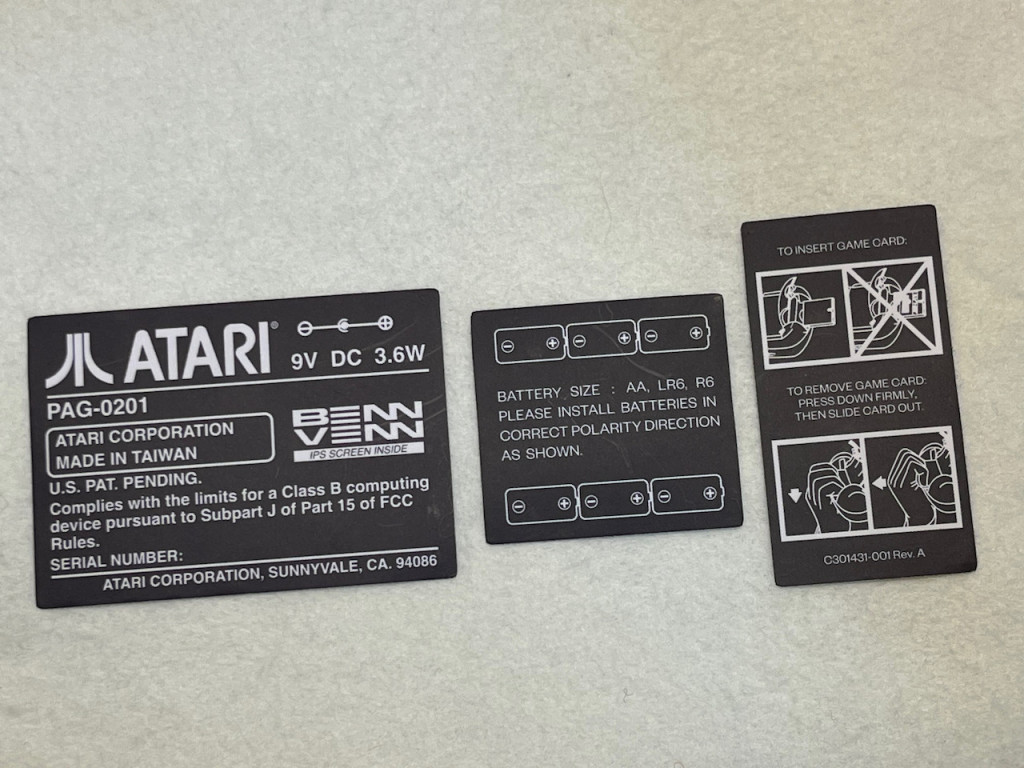 ATARI®
9V DC 3.6W
PAG-0201
ATARI CORPORATION
MADE IN TAIWAN
BENN
VENN
IPS SCREEN INSIDE
U.S. PAT. PENDING.
Complies with the limits for a Class B computing
device pursuant to Subpart J of Part 15 of FCC
Rules.
SERIAL NUMBER:
ATARI CORPORATION, SUNNYVALE, CA. 94086
BATTERY SIZE : AA, LR6, R6
PLEASE INSTALL BATTERIES IN
CORRECT POLARITY DIRECTION
AS SHOWN.
TO INSERT GAME CARD:
TO REMOVE GAME CARD:
PRESS DOWN FIRMLY,
THEN SLIDE CARD OUT.
C301431-001 Rev. A